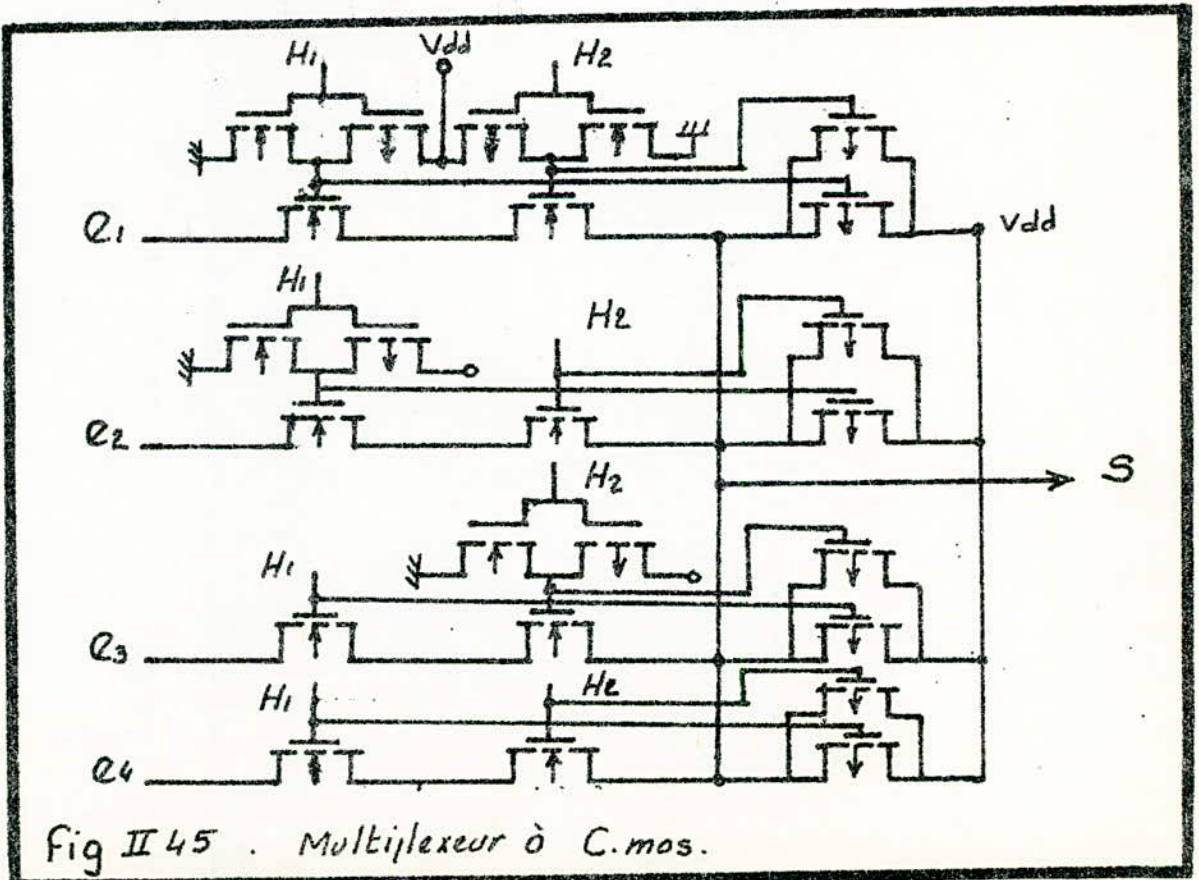 H1
Vdd
H2
e1
Vdd
H1
H2
e2
S
H2
H1
e3
H1
H2
e4
Fig II 45 . Multiplexeur à C.mos.